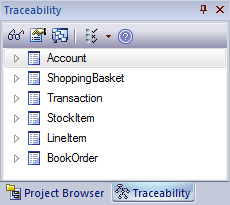 Traceability
Account
ShoppingBasket
Transaction
StockItem
LineItem
BookOrder
Project Browser Traceability